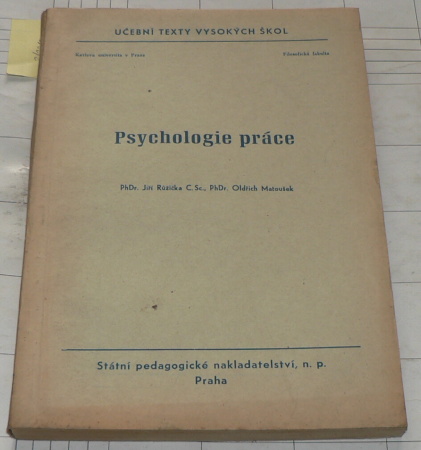 UČEBNÍ TEXTY VYSOKÝCH ŠKOL
Karlova universita v Praze
Filosofická fakulta
Psychologie práce
PhDr. Jiří Růžička C. Sc., PhDr. Oldřich Matoušek
Státní pedagogické nakladatelství, n. p.
Praha